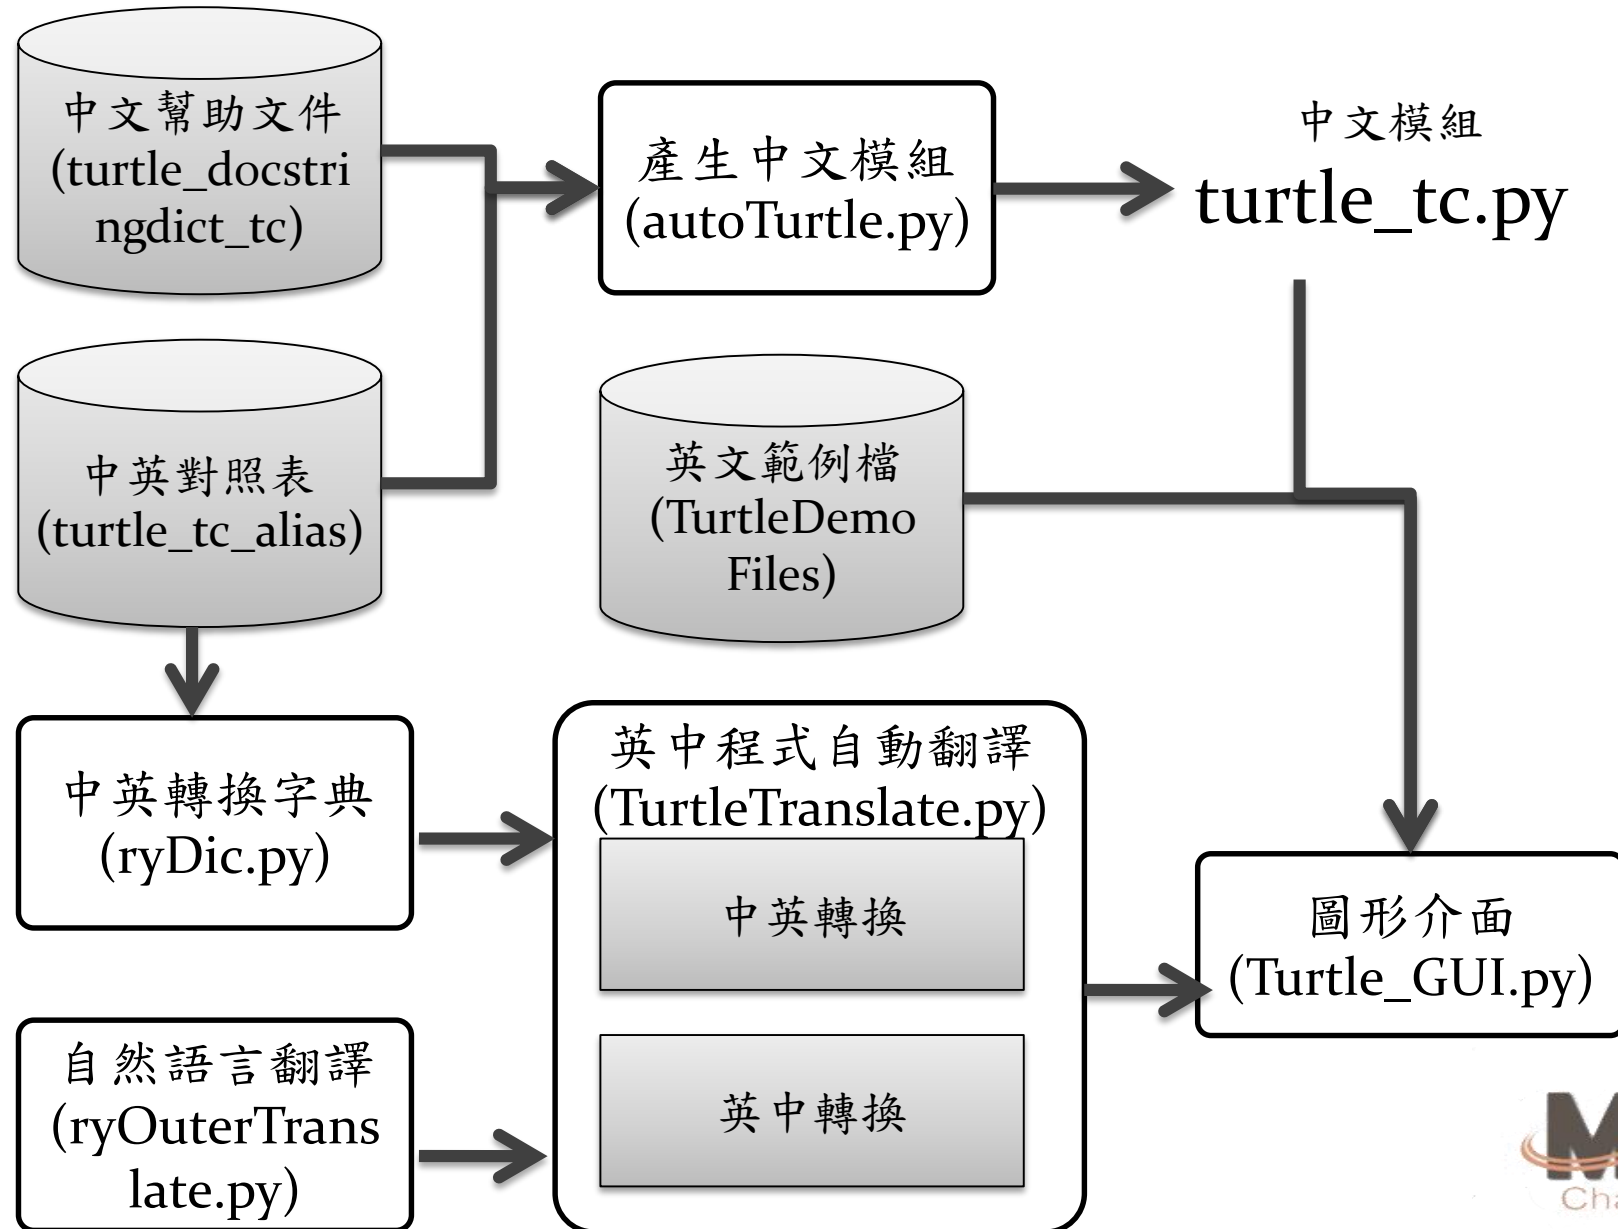 中文幫助文件
(turtle_docstri
ngdict_tc)
產生中文模組
(autoTurtle.py)
中文模組
turtle_tc.py
中英對照表
(turtle_tc_alias)
英文範例檔
(TurtleDemo
Files)
中英轉換字典
(ryDic.py)
英中程式自動翻譯
(TurtleTranslate.py)
中英轉換
英中轉換
自然語言翻譯
(ryOuterTrans
late.py)
圖形介面
(Turtle_GUI.py)